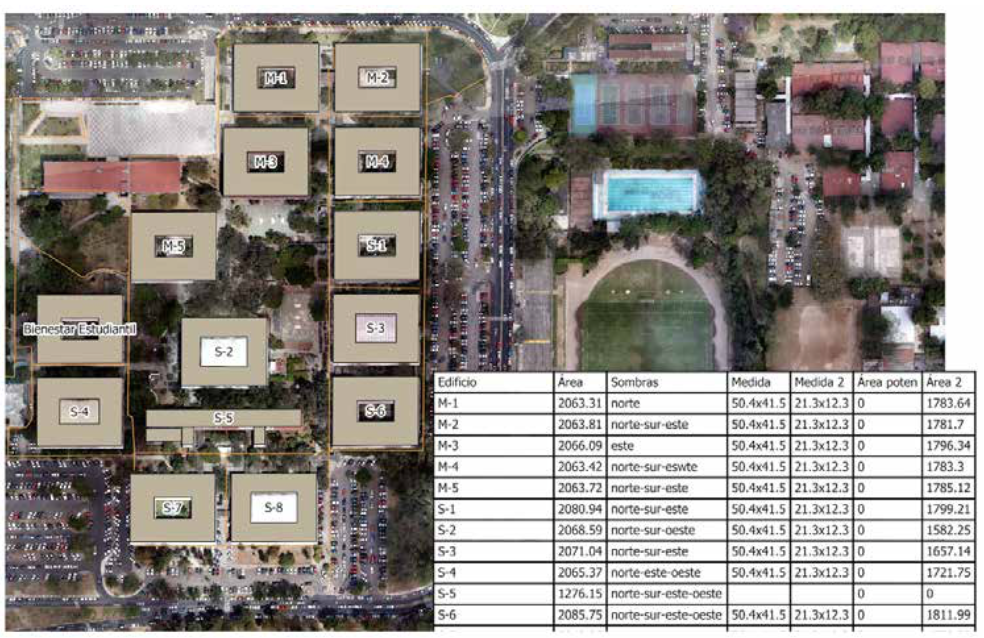 M-1
M-2
M-3
M-4
M-5
S-1
Bienestar Estudiantil
S-3
S-2
S-4
S-5
S-6
S-7
S-8
Edificio Área Sombras Medida Medida 2 Área poten Área 2
M-1 2063.31 norte 50.4x41.5 21.3x12.3 0 1783.64
M-2 2063.81 norte-sur-este 50.4x41.5 21.3x12.3 0 1781.7
M-3 2066.09 este 50.4x41.5 21.3x12.3 0 1796.34
M-4 2063.42 norte-sur-eswte 50.4x41.5 21.3x12.3 0 1783.3
M-5 2063.72 norte-sur-este 50.4x41.5 21.3x12.3 0 1785.12
S-1 2080.94 norte-sur-este 50.4x41.5 21.3x12.3 0 1799.21
S-2 2068.59 norte-sur-oeste 50.4x41.5 21.3x12.3 0 1582.25
S-3 2071.04 norte-sur-este 50.4x41.5 21.3x12.3 0 1657.14
S-4 2065.37 norte-este-oeste 50.4x41.5 21.3x12.3 0 1721.75
S-5 1276.15 norte-sur-este-oeste 0 0
S-6 2085.75 norte-sur-este-oeste 50.4x41.5 21.3x12.3 0 1811.99